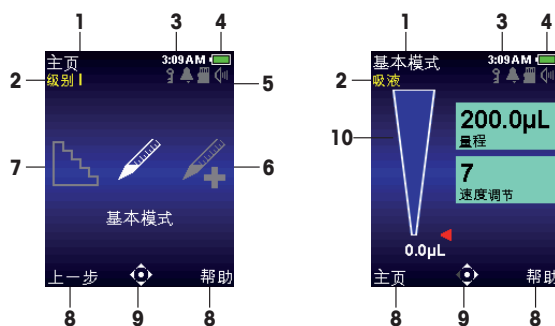 1 3 4
主页 3:09AM
2 级别 I 5
7 6
基本模式
上一步 帮助
8 9 8
1 3 4
基本模式 3:09AM
2 吸液
10 200.0µL
量程
7
速度调节
0.0µL
主页 帮助
8 9 8